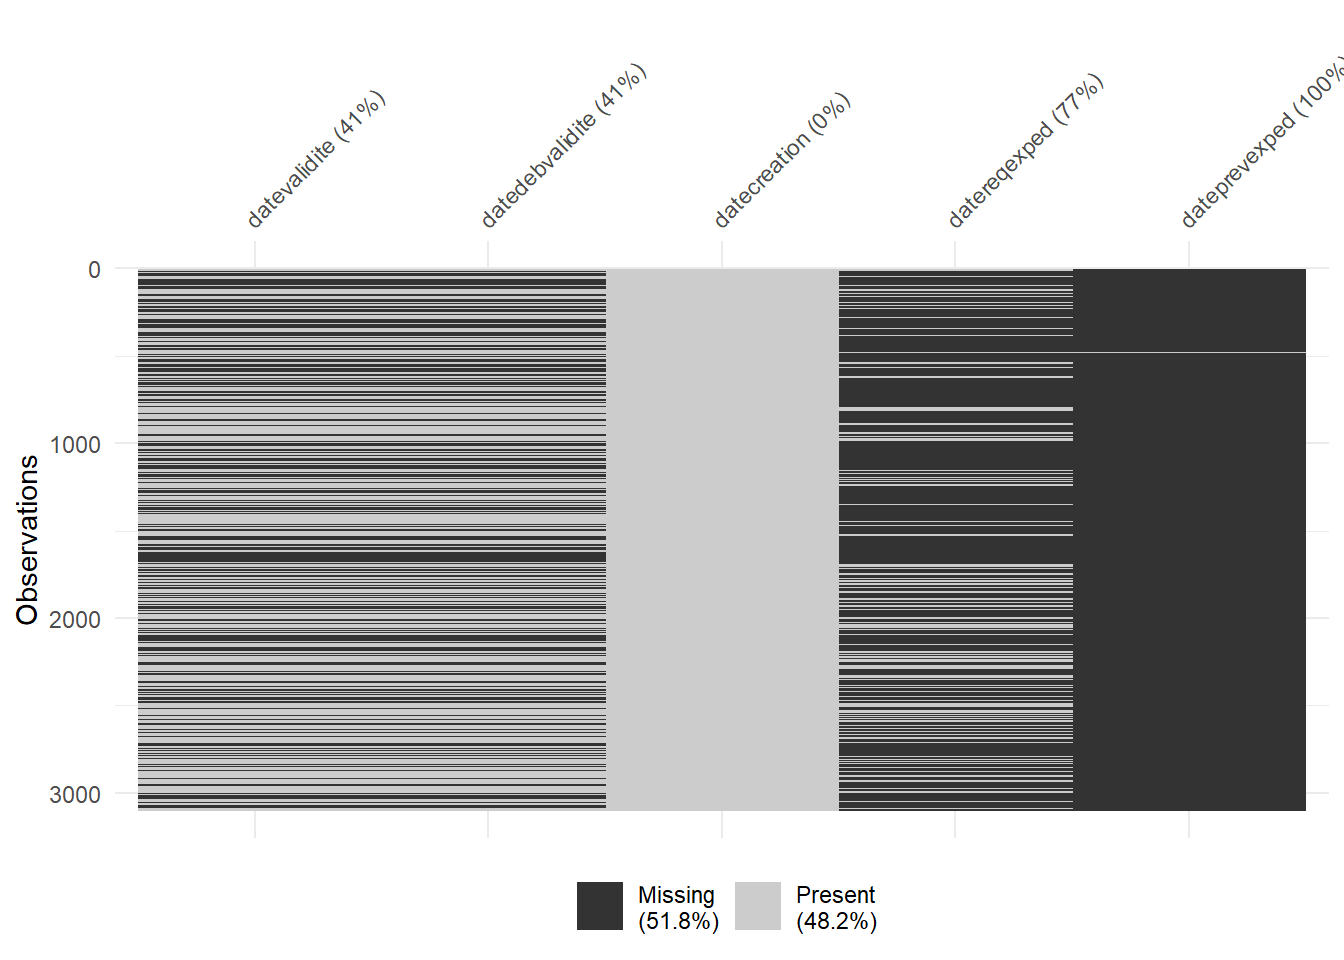 datevalidite (41%)
datedebvalidite (41%)
datecreation (0%)
datereqexped (77%)
dateprevexped (100%)
Observations
0
1000
2000
3000
Missing
(51.8%)
Present
(48.2%)